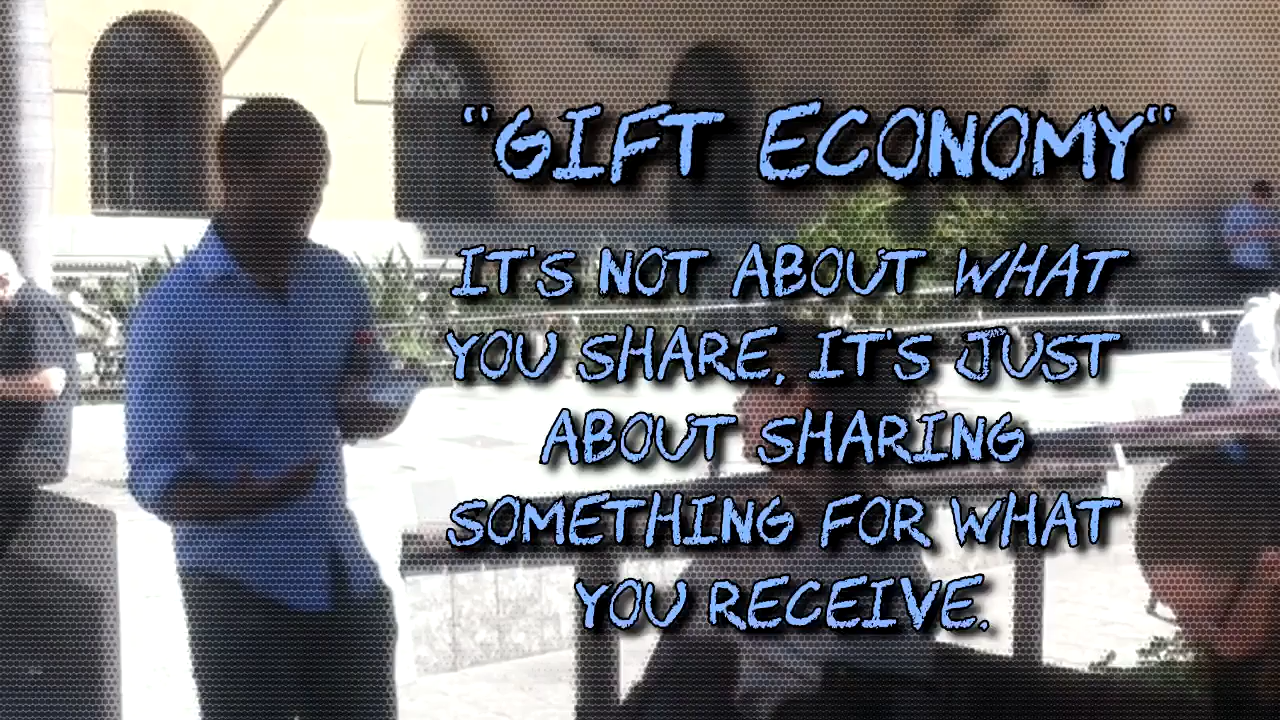 “GIFT ECONOMY“
IT'S NOT ABOUT WHAT
YOU SHARE, IT'S JUST
ABOUT SHARING
SOMETHING FOR WHAT
YOU RECEIVE.